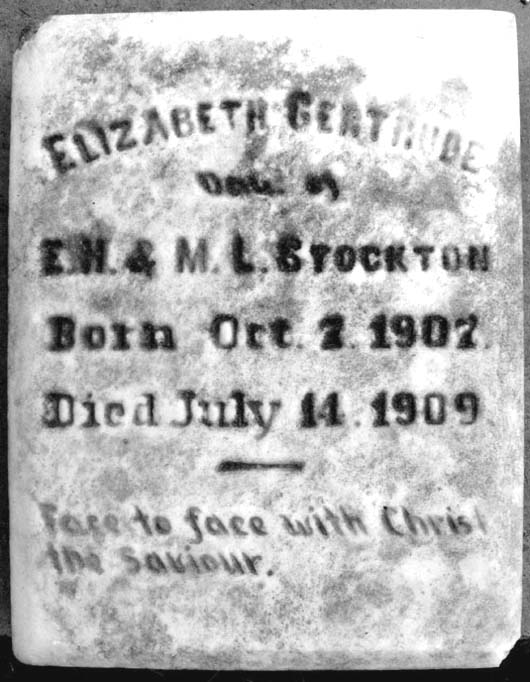 ELIZABETH GERTRUDE
Dau. of
E.H. & M.L. STOCKTON
Born Oct. 2. 1902.
Died July 14. 1909
Face to face with Christ
the Saviour.